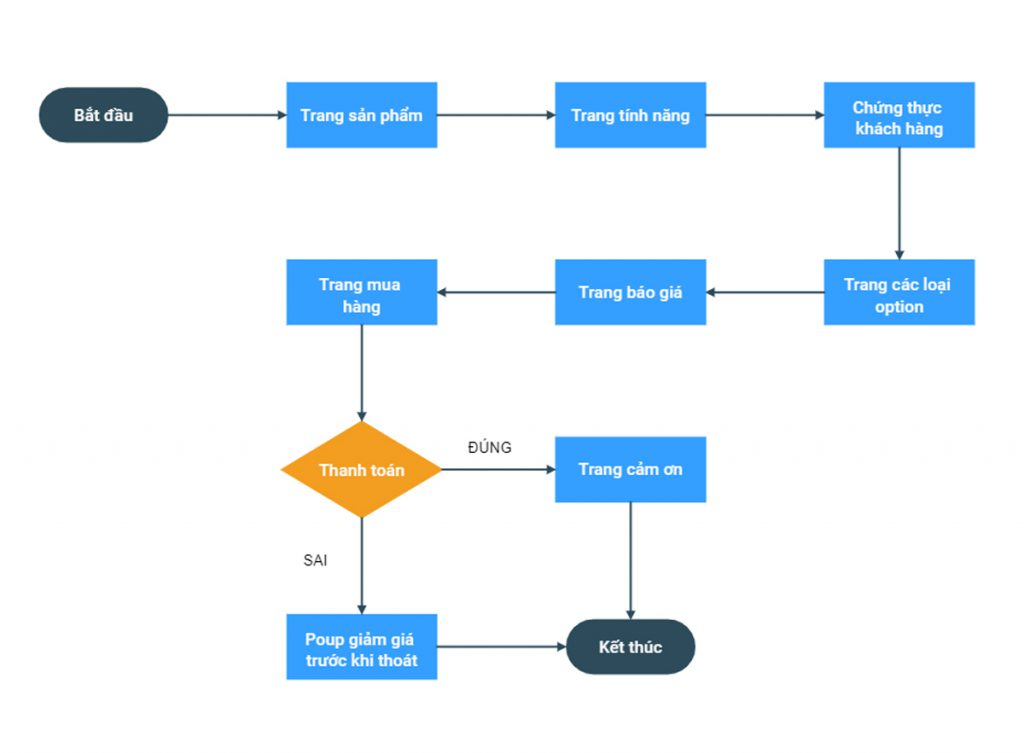 Bắt đầu
Trang sản phẩm
Trang tính năng
Chứng thực
khách hàng
Trang mua
hàng
Trang báo giá
Trang các loại
option
Thanh toán
ĐÚNG
Trang cảm ơn
SAI
Poup giảm giá
trước khi thoát
Kết thúc